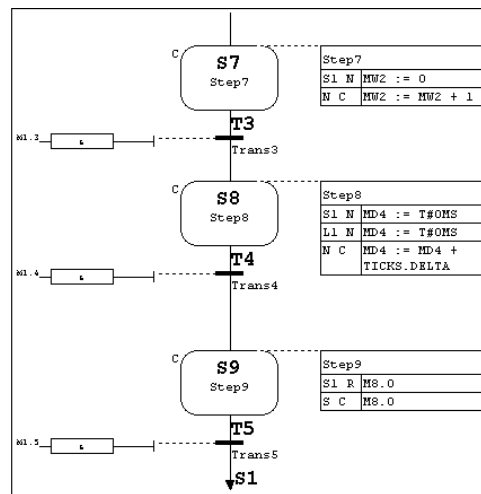 C
S7
Step7
Step7
S1 N MW2 := 0
N C MW2 := MW2 + 1
T3
M1.3
&
Trans3
C
S8
Step8
Step8
S1 N MD4 := T#0MS
L1 N MD4 := T#0MS
N C MD4 := MD4 +
TICKS.DELTA
T4
M1.4
&
Trans4
C
S9
Step9
Step9
S1 R M8.0
S C M8.0
T5
M1.5
&
Trans5
S1